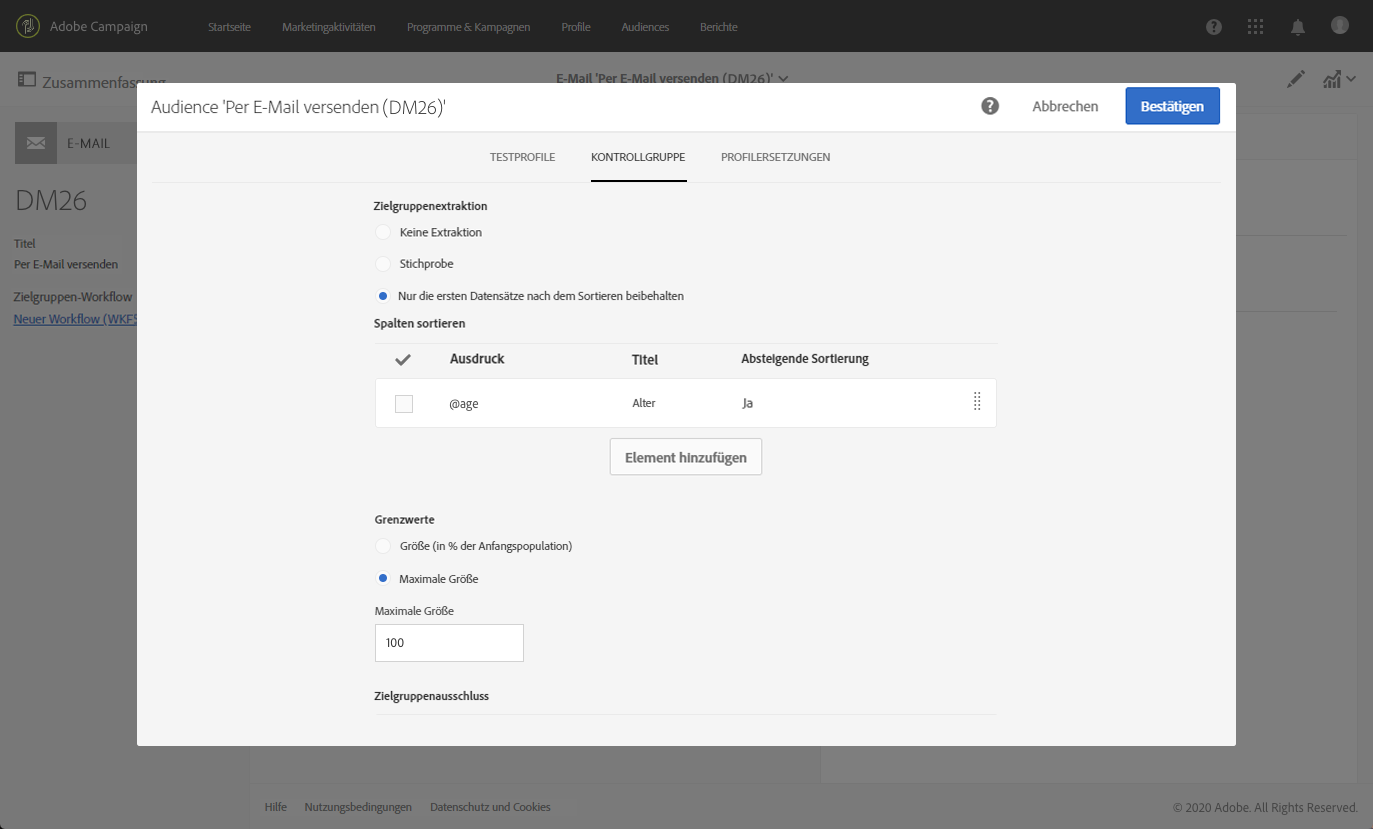 Adobe Campaign
Startseite Marketingaktivitäten Programme & Kampagnen Profile Audiences Berichte
Zusammenfassung
E-Mail 'Per E-Mail versenden (DM26)'
Audience 'Per E-Mail versenden (DM26)'
Abbrechen
Bestätigen
E-MAIL
TESTPROFILE KONTROLLGRUPPE PROFILERSETZUNGEN
DM26
Titel
Per E-Mail versenden
Zielgruppen-Workflow
Neuer Workflow (WKF5
Zielgruppenextraktion
Keine Extraktion
Stichprobe
Nur die ersten Datensätze nach dem Sortieren beibehalten
Spalten sortieren
Ausdruck Titel Absteigende Sortierung
@age Alter Ja
Element hinzufügen
Grenzwerte
Größe (in % der Anfangspopulation)
Maximale Größe
Maximale Größe
100
Zielgruppenausschluss
Hilfe Nutzungsbedingungen Datenschutz und Cookies
© 2020 Adobe. All Rights Reserved.